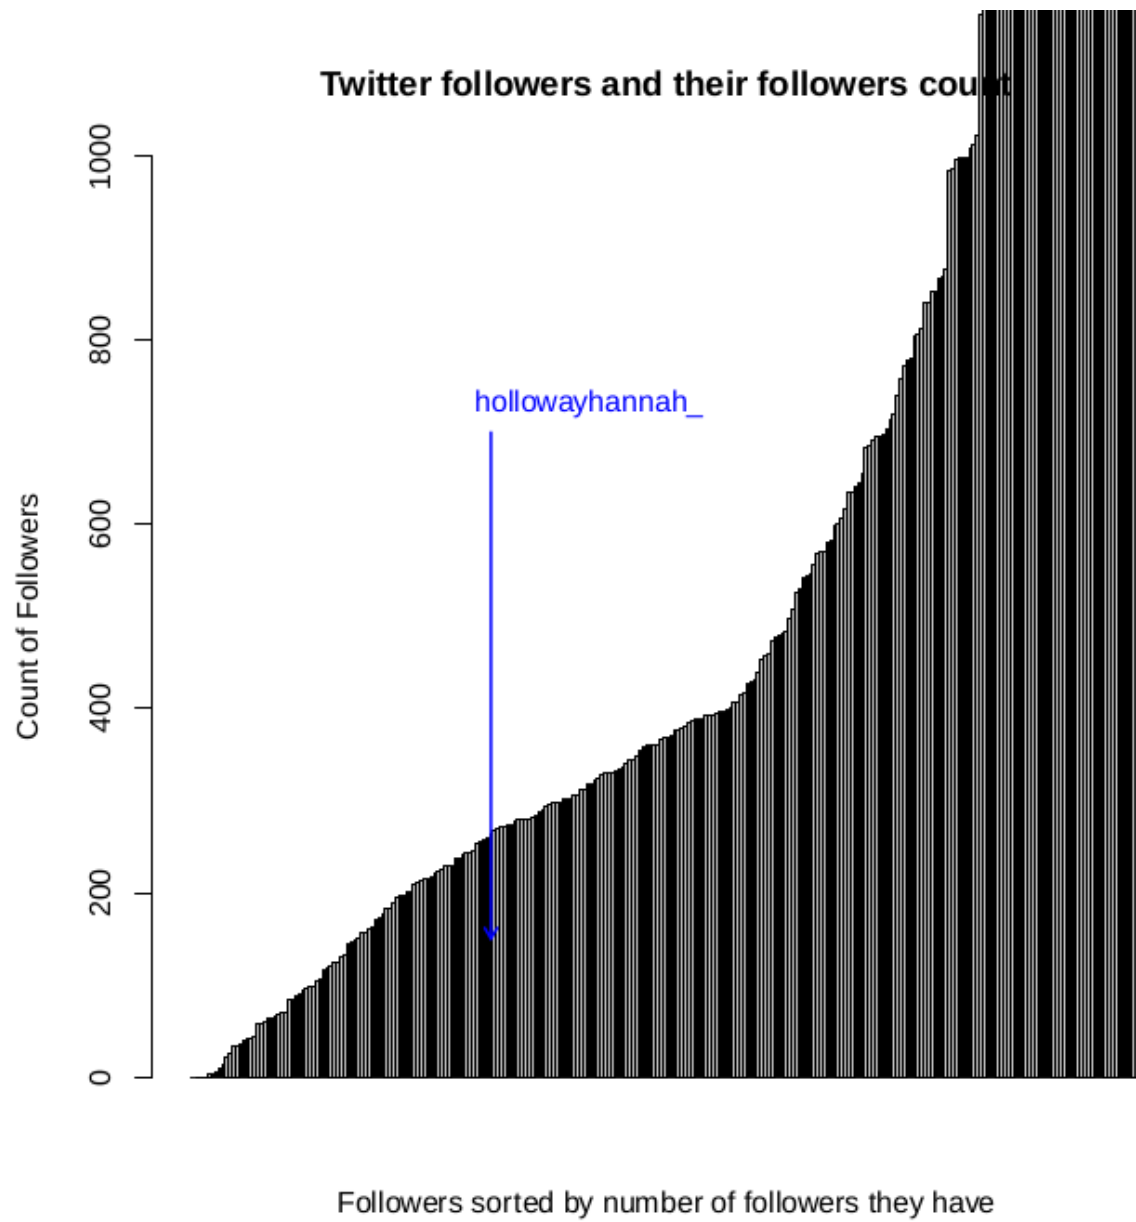 Twitter followers and their followers count
1000
800
600
400
200
0
hollowayhannah_
Count of Followers
Followers sorted by number of followers they have